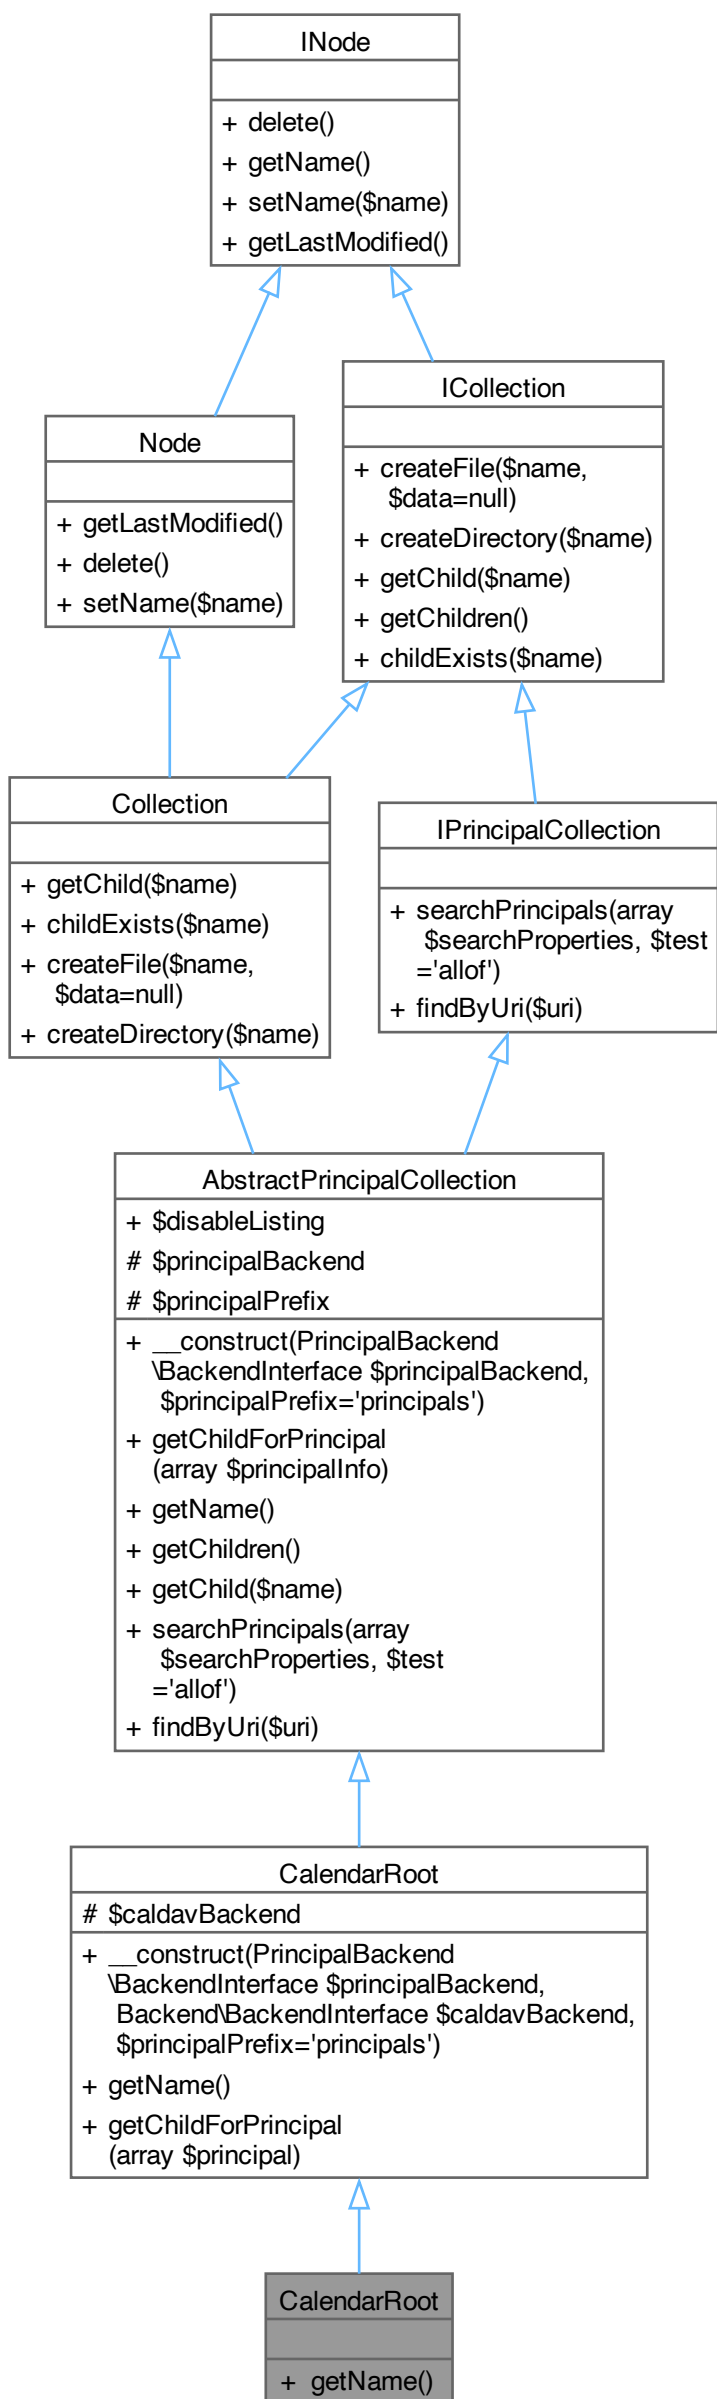 INode
+ delete()
+ getName()
+ setName($name)
+ getLastModified()
ICollection
+ createFile($name,
$data=null)
+ createDirectory($name)
+ getChild($name)
+ getChildren()
+ childExists($name)
Node
+ getLastModified()
+ delete()
+ setName($name)
Collection
+ getChild($name)
+ childExists($name)
+ createFile($name,
$data=null)
+ createDirectory($name)
IPrincipalCollection
+ searchPrincipals(array
$searchProperties, $test
='allof')
+ findByUri($uri)
AbstractPrincipalCollection
+ $disableListing
# $principalBackend
# $principalPrefix
+ __construct(PrincipalBackend
\BackendInterface $principalBackend,
$principalPrefix='principals')
+ getChildForPrincipal
(array $principalInfo)
+ getName()
+ getChildren()
+ getChild($name)
+ searchPrincipals(array
$searchProperties, $test
='allof')
+ findByUri($uri)
CalendarRoot
# $caldavBackend
+ __construct(PrincipalBackend
\BackendInterface $principalBackend,
Backend\BackendInterface $caldavBackend,
$principalPrefix='principals')
+ getName()
+ getChildForPrincipal
(array $principal)
CalendarRoot
+ getName()